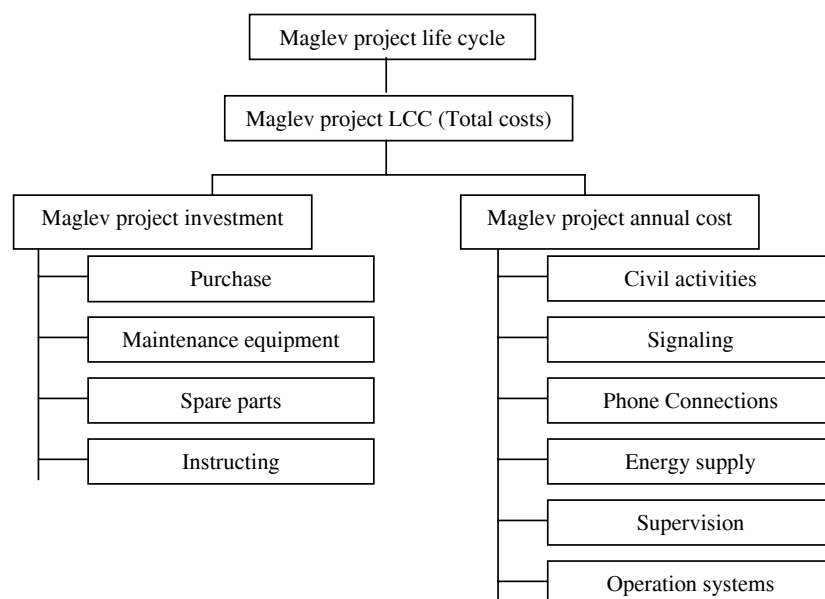 Maglev project life cycle
Maglev project LCC (Total costs)
Maglev project investment
Purchase
Maintenance equipment
Spare parts
Instructing
Maglev project annual cost
Civil activities
Signaling
Phone Connections
Energy supply
Supervision
Operation systems